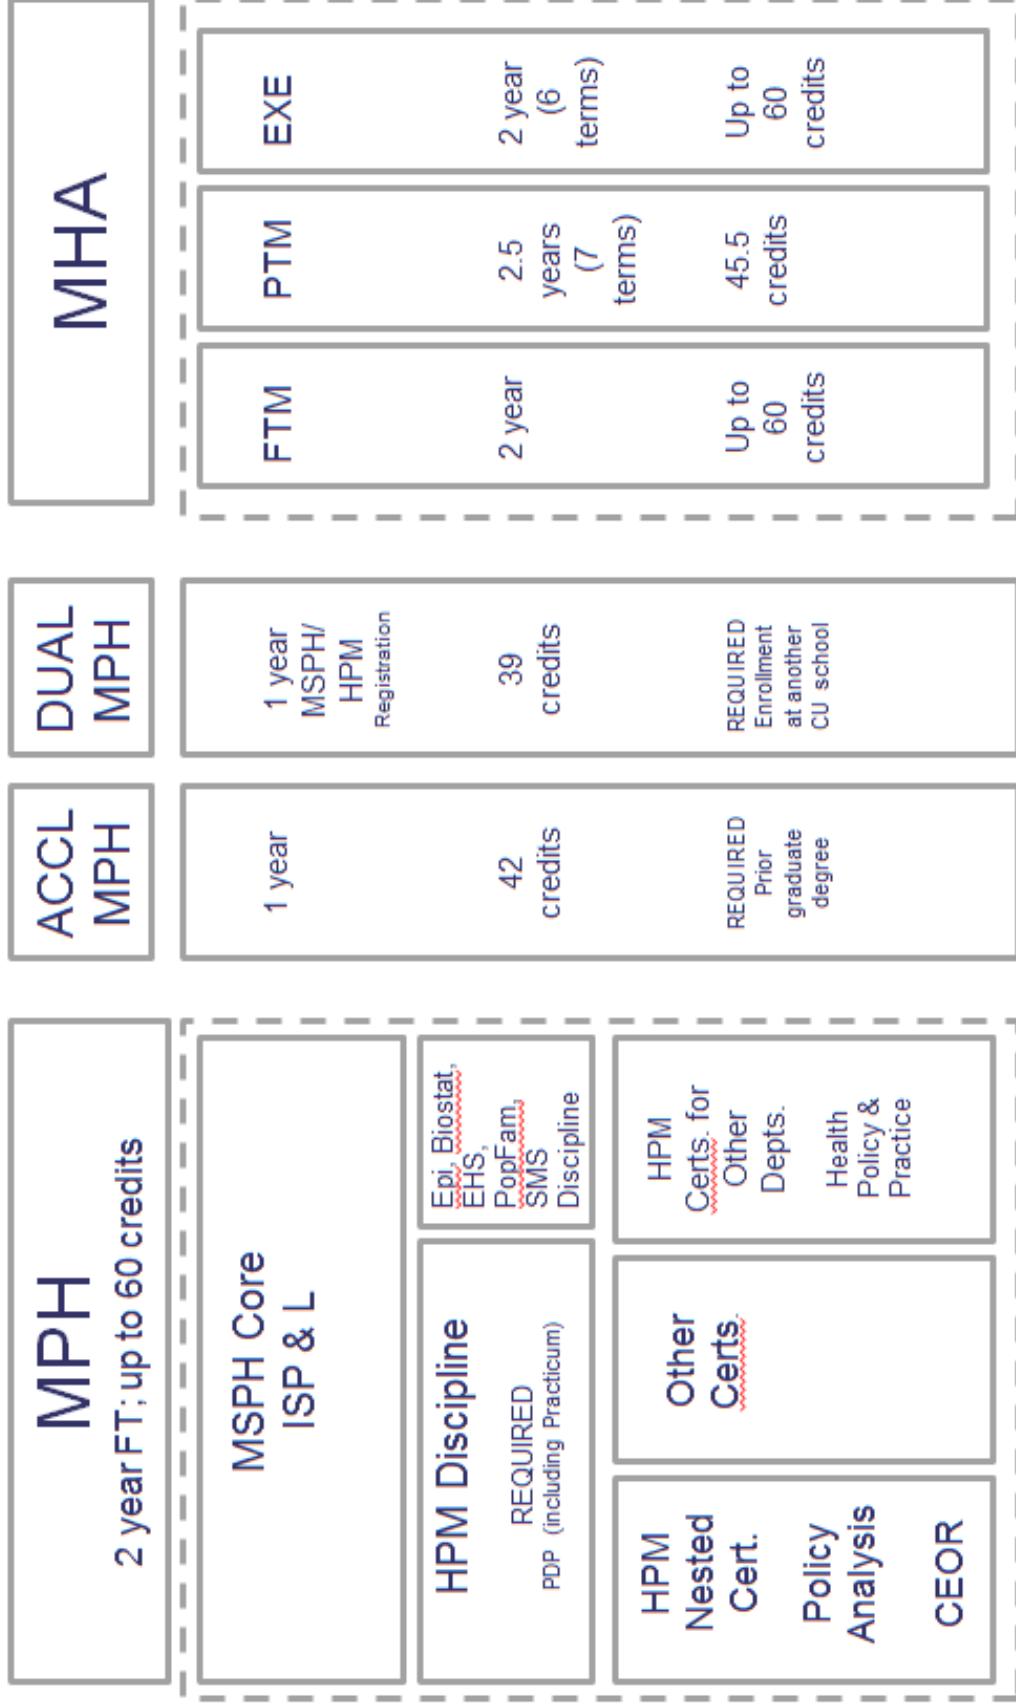 MPH
2 year FT; up to 60 credits
MSPH Core
ISP & L
HPM Discipline
REQUIRED
PDP (including Practicum)
Epi, Biostat,
EHS,
PopFam,
SMS
Discipline
HPM
Nested
Cert.
Policy
Analysis
CEOR
Other
Certs.
HPM
Certs. for
Other
Depts.
Health
Policy &
Practice
ACCL
MPH
1 year
42
credits
REQUIRED
Prior
graduate
degree
DUAL
MPH
1 year
MSPH/
HPM
Registration
39
credits
REQUIRED
Enrollment
at another
CU school
MHA
FTM
2 year
Up to
60
credits
PTM
2.5
years
(7
terms)
45.5
credits
EXE
2 year
(6
terms)
Up to
60
credits